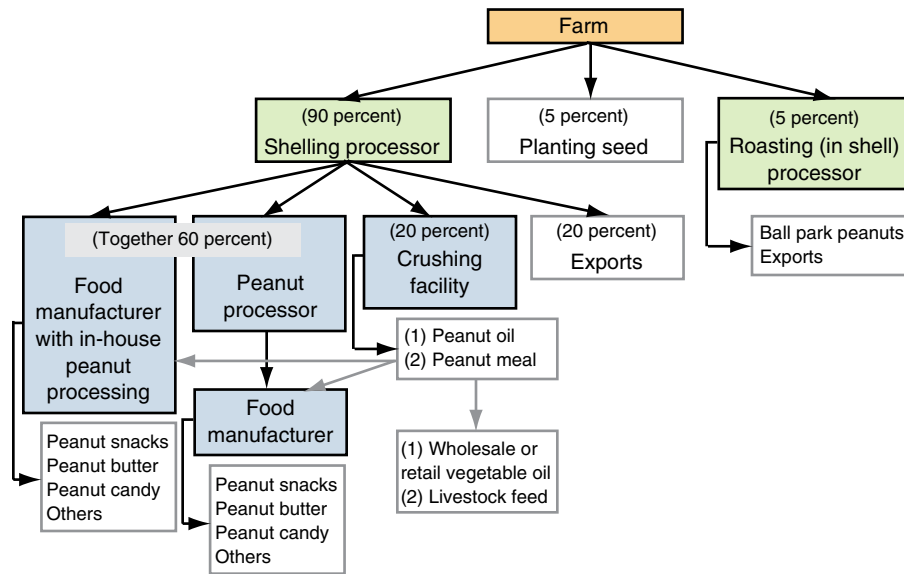 Farm
(90 percent)
Shelling processor
(5 percent)
Planting seed
(5 percent)
Roasting (in shell)
processor
(Together 60 percent)
Food
manufacturer
with in-house
peanut
processing
Peanut
processor
(20 percent)
Crushing
facility
(20 percent)
Exports
Ball park peanuts
Exports
(1) Peanut oil
(2) Peanut meal
Food
manufacturer
Peanut snacks
Peanut butter
Peanut candy
Others
Peanut snacks
Peanut butter
Peanut candy
Others
(1) Wholesale or
retail vegetable oil
(2) Livestock feed